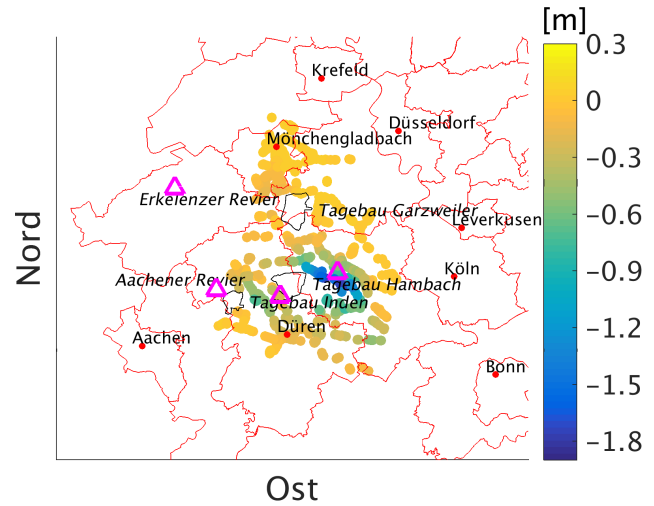 [m]
Krefeld
Düsseldorf
Mönchengladbach
Erkelenzer Revier
Tagebau Garzweiler
Leverkusen
Aachener Revier
Tagebau Hambach
Köln
Tagebau Inden
Düren
Aachen
Bonn
0.3
0
−0.3
−0.6
−0.9
−1.2
−1.5
−1.8
Nord
Ost